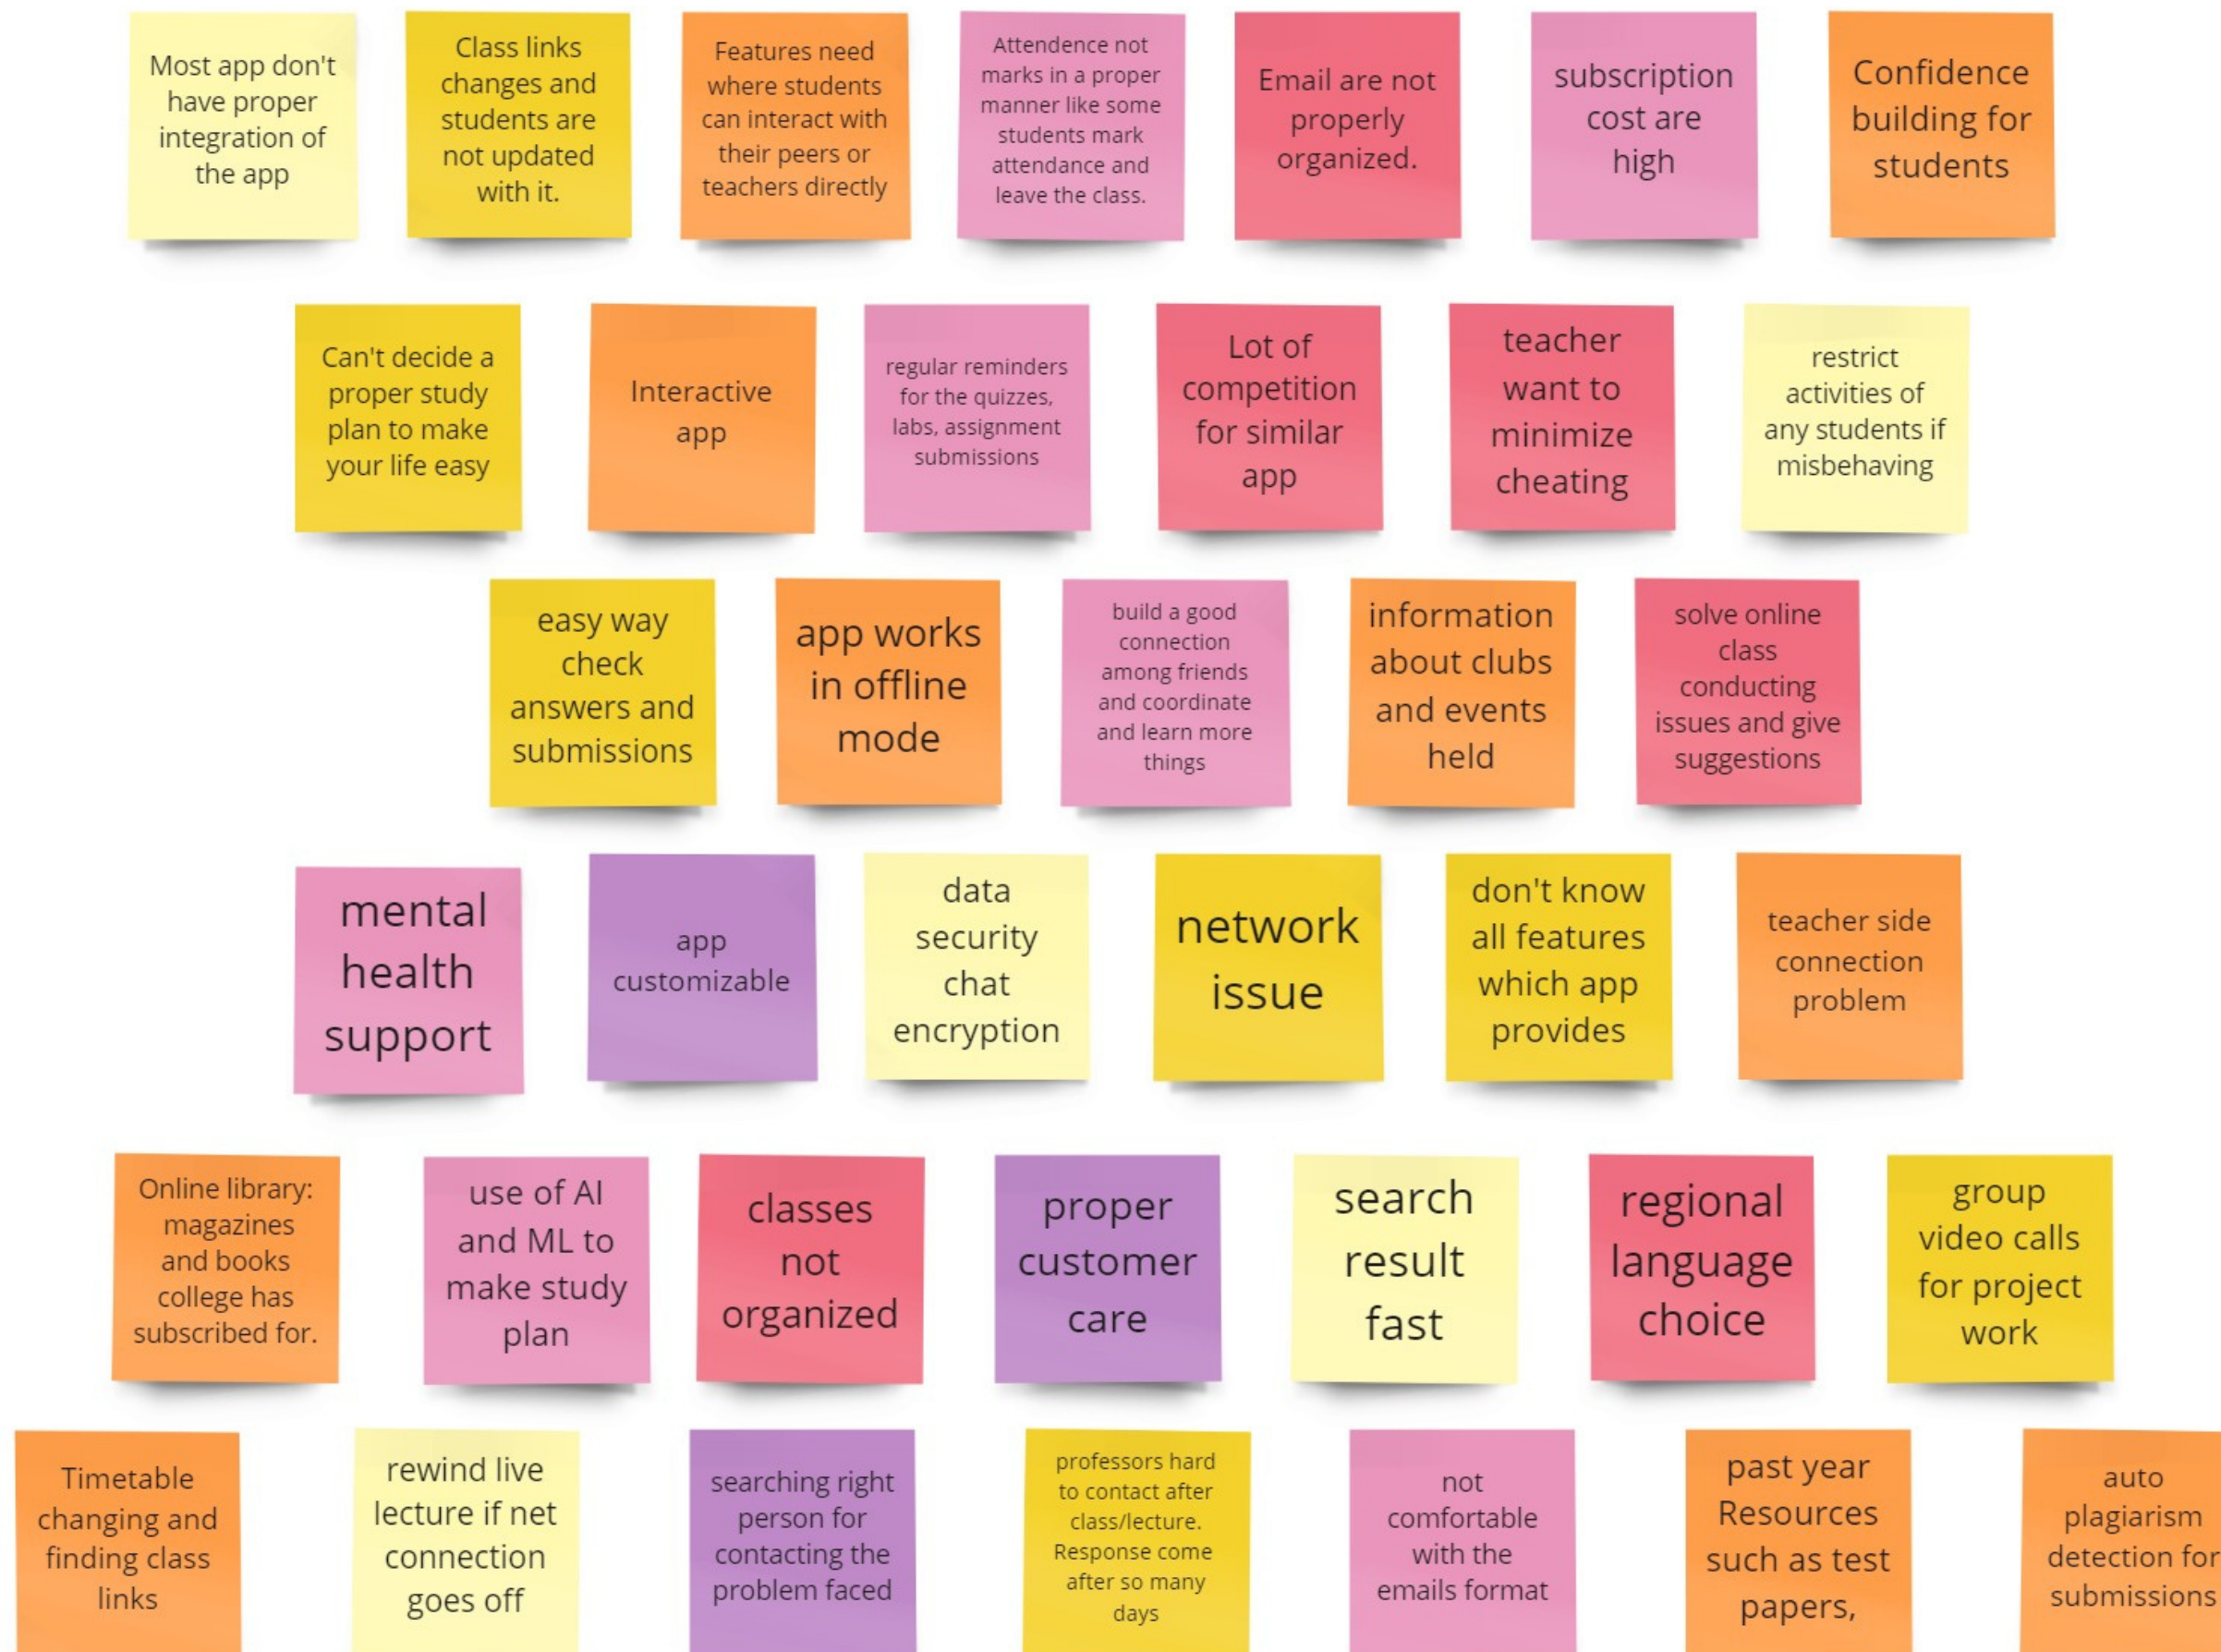 Most app don't
have proper
integration of
the app
Class links
changes and
students are
not updated
with it.
Features need
where students
can interact with
their peers or
teachers directly
Attendence not
marks in a proper
manner like some
students mark
attendance and
leave the class.
Email are not
properly
organized.
subscription
cost are
high
Confidence
building for
students
Can't decide a
proper study
plan to make
your life easy
Interactive
app
regular reminders
for the quizzes,
labs, assignment
submissions
Lot of
competition
for similar
app
teacher
want to
minimize
cheating
restrict
activities of
any students if
misbehaving
easy way
check
answers and
submissions
app works
in offline
mode
build a good
connection
among friends
and coordinate
and learn more
things
information
about clubs
and events
held
solve online
class
conducting
issues and give
suggestions
mental
health
support
app
customizable
data
security
chat
encryption
network
issue
don't know
all features
which app
provides
teacher side
connection
problem
Online library:
magazines
and books
college has
subscribed for.
use of AI
and ML to
make study
plan
classes
not
organized
proper
customer
care
search
result
fast
regional
language
choice
group
video calls
for project
work
Timetable
changing and
finding class
links
rewind live
lecture if net
connection
goes off
searching right
person for
contacting the
problem faced
professors hard
to contact after
class/lecture.
Response come
after so many
days
not
comfortable
with the
emails format
past year
Resources
such as test
papers,
auto
plagiarism
detection for
submissions